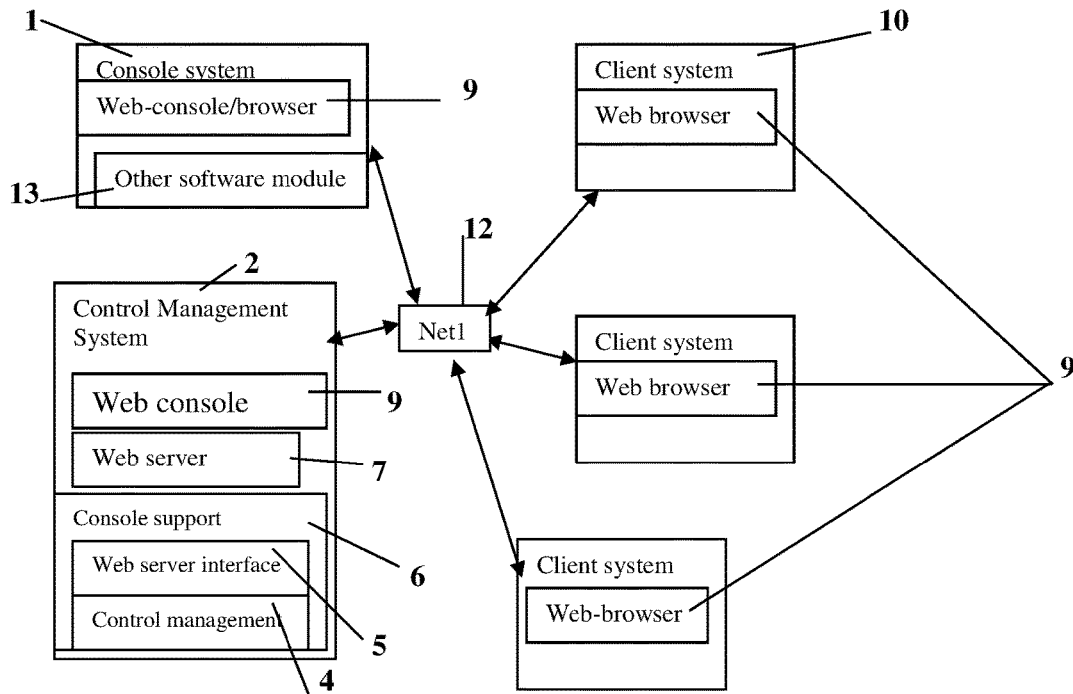 1
Console system
Web-console/browser
9
13
Other software module
10
Client system
Web browser
12
Net1
2
Control Management
System
Web console
9
Web server
7
Console support
6
Web server interface
5
Control management
4
Client system
Web browser
9
Client system
Web-browser